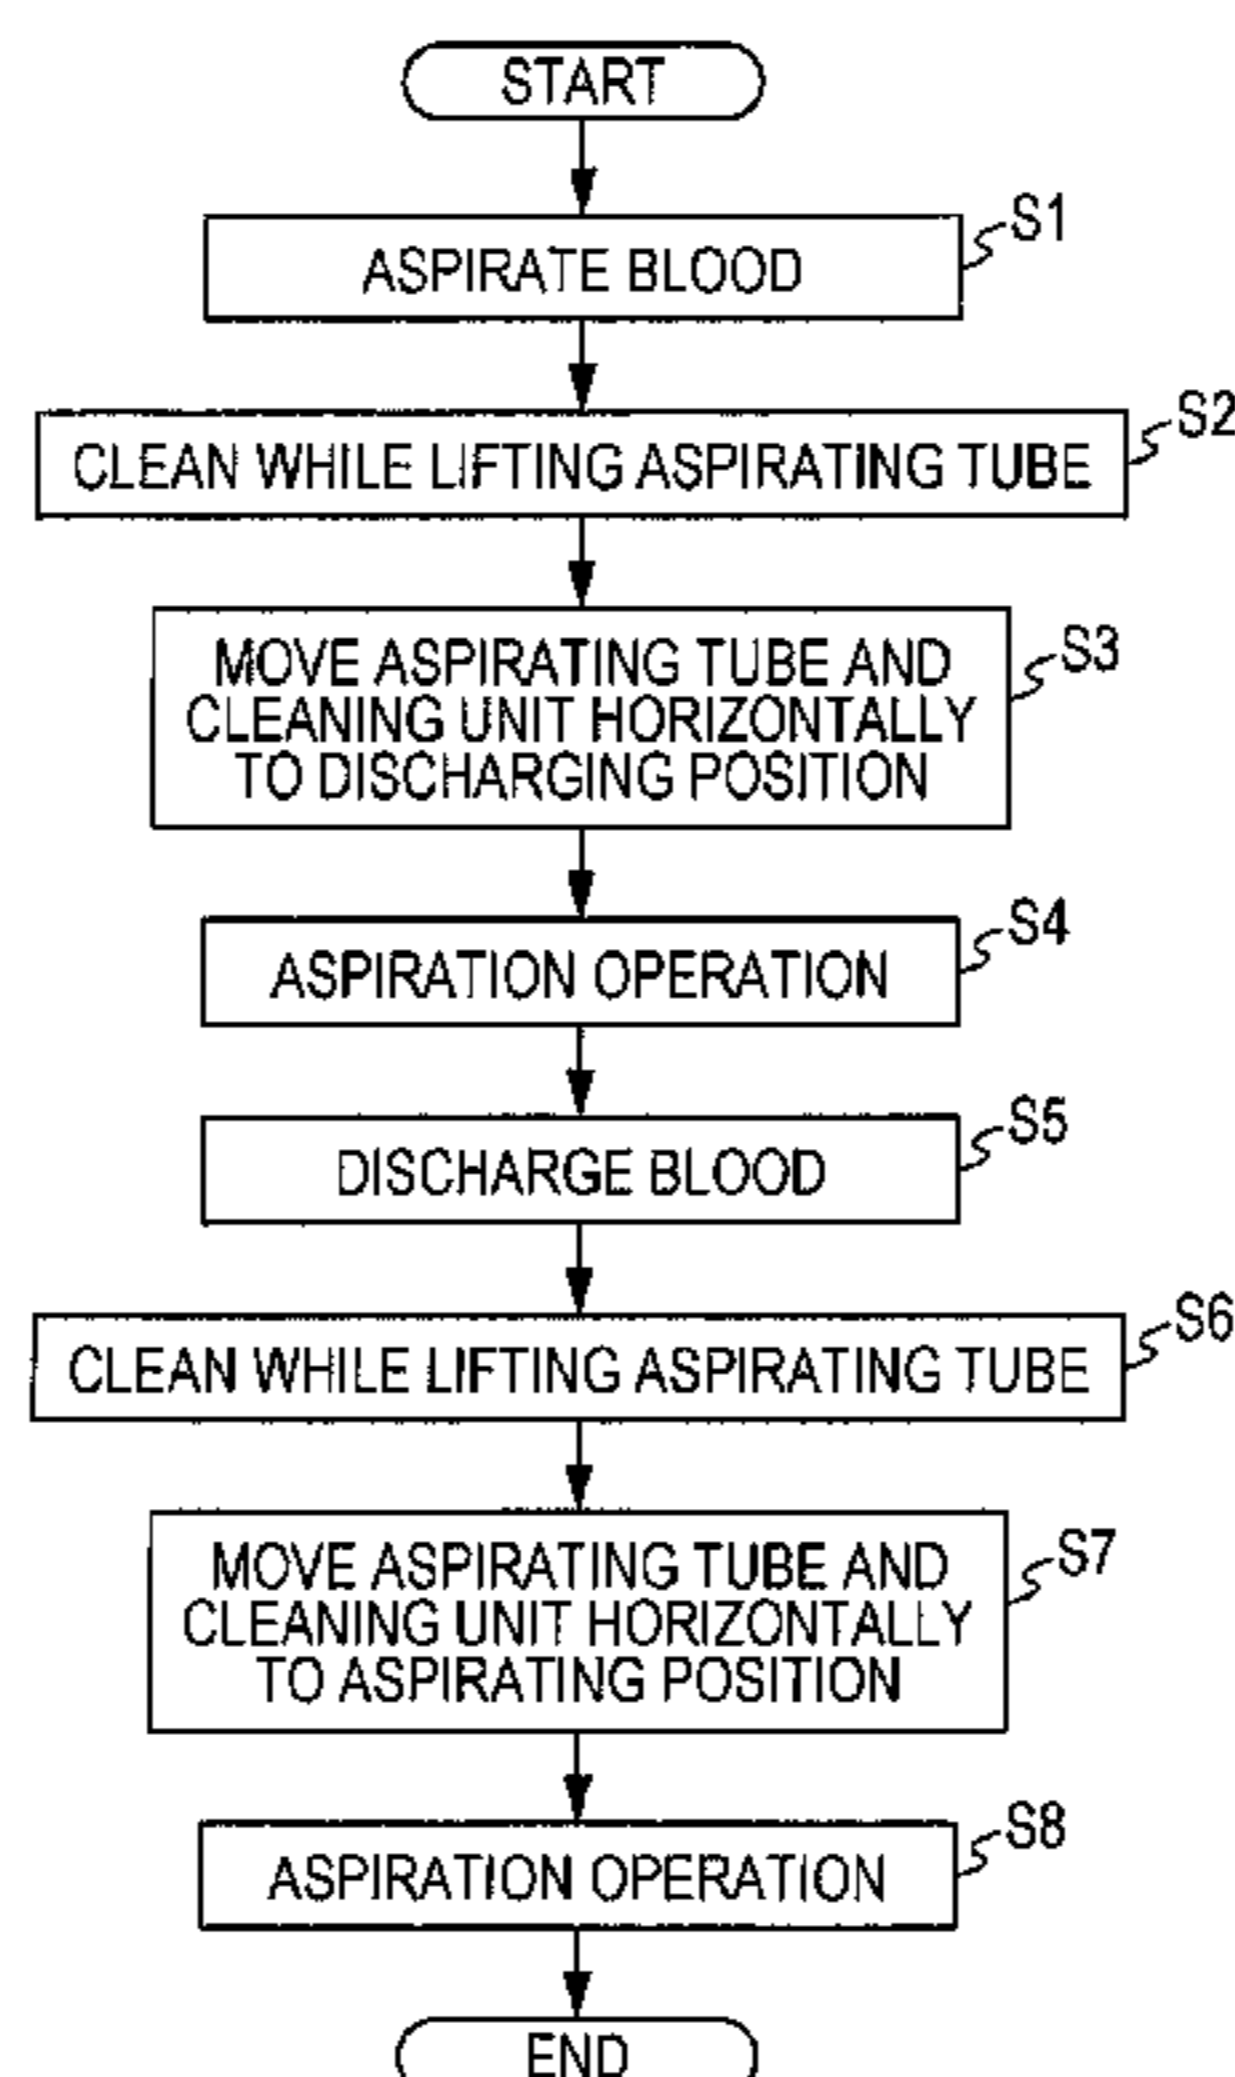 START
ASPIRATE BLOOD
S1
CLEAN WHILE LIFTING ASPIRATING TUBE
S2
MOVE ASPIRATING TUBE AND
CLEANING UNIT HORIZONTALLY
TO DISCHARGING POSITION
S3
ASPIRATION OPERATION
S4
DISCHARGE BLOOD
S5
CLEAN WHILE LIFTING ASPIRATING TUBE
S6
MOVE ASPIRATING TUBE AND
CLEANING UNIT HORIZONTALLY
TO ASPIRATING POSITION
S7
ASPIRATION OPERATION
S8
END